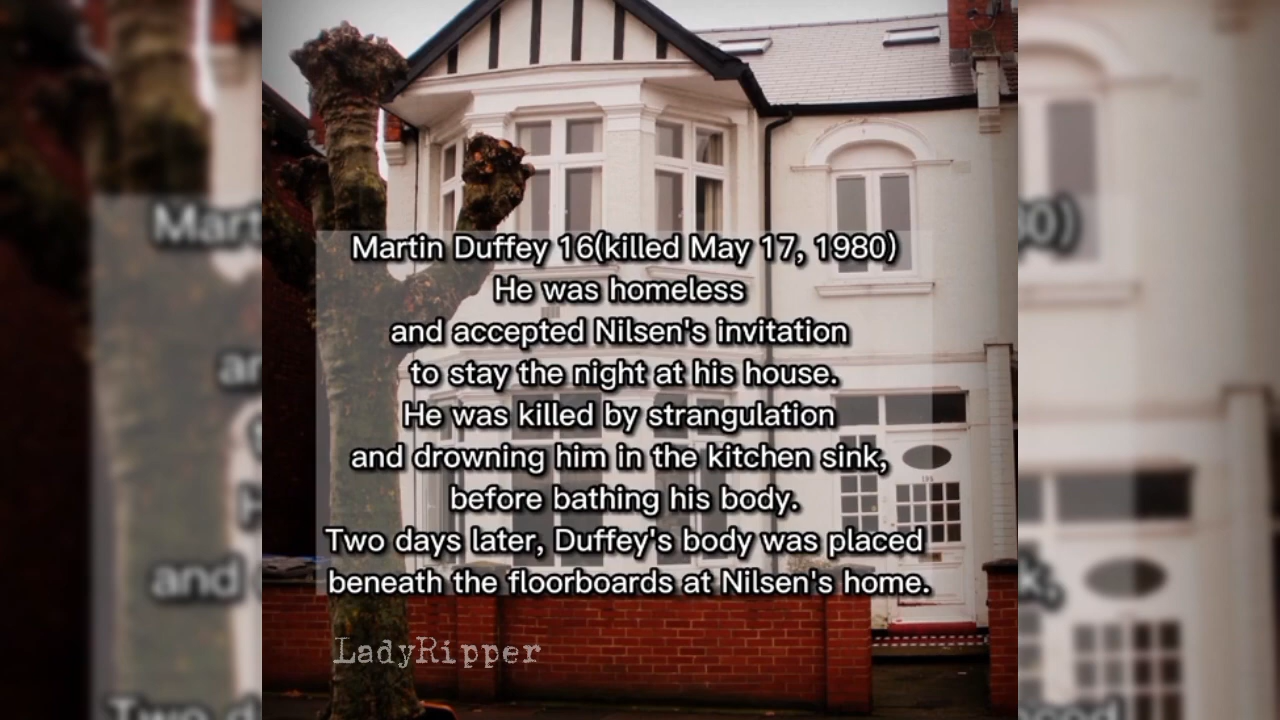 Martin Duffey 16(killed May 17, 1980)
He was homeless
and accepted Nilsen's invitation
to stay the night at his house.
He was killed by strangulation
and drowning him in the kitchen sink,
before bathing his body.
Two days later, Duffey's body was placed
beneath the floorboards at Nilsen's home.
LadyRipper